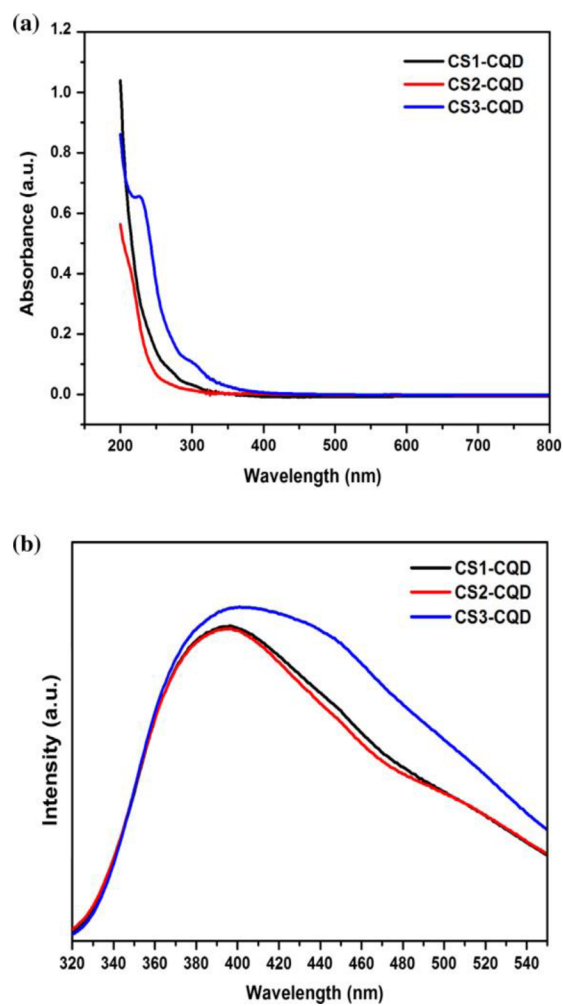 (a)
1.2
1.0
0.8
0.6
0.4
0.2
0.0
Absorbance (a.u.)
CS1-CQD
CS2-CQD
CS3-CQD
200 300 400 500 600 700 800
Wavelength (nm)
(b)
Intensity (a.u.)
CS1-CQD
CS2-CQD
CS3-CQD
320 340 360 380 400 420 440 460 480 500 520 540
Wavelength (nm)